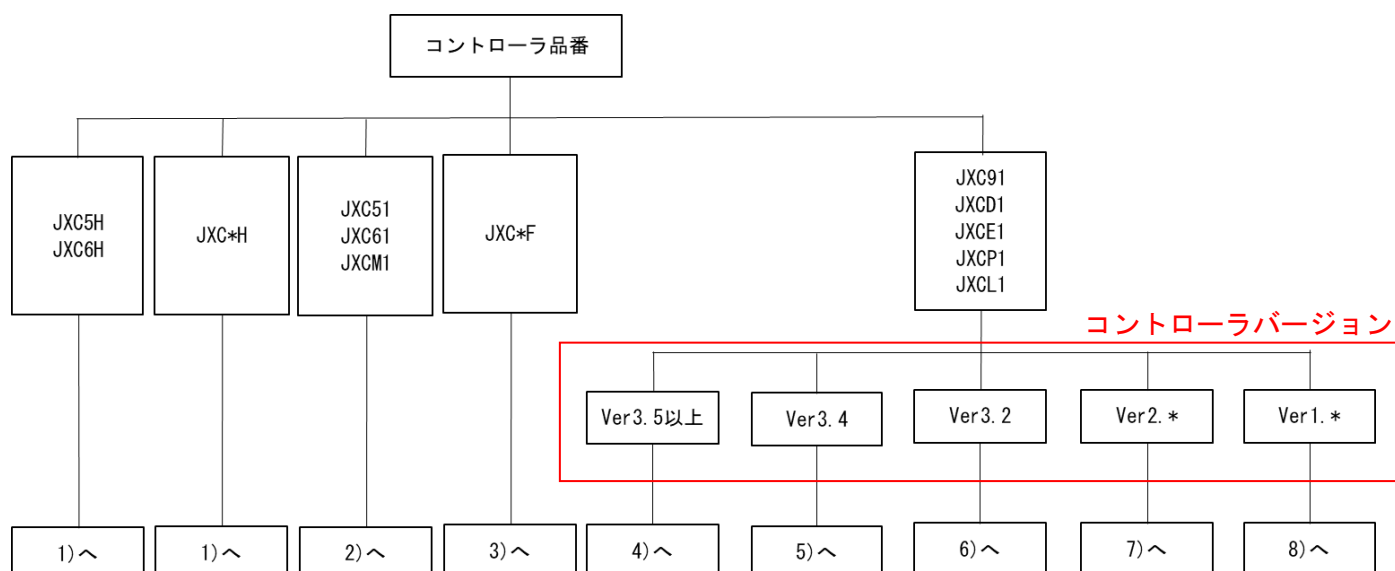 コントローラ品番
JXC5H
JXC6H
JXC*H
JXC51
JXC61
JXCM1
JXC*F
JXC91
JXCD1
JXCE1
JXCP1
JXCL1
コントローラバージョン
Ver3.5以上
Ver3.4
Ver3.2
Ver2.*
Ver1.*
1)へ
1)へ
2)へ
3)へ
4)へ
5)へ
6)へ
7)へ
8)へ